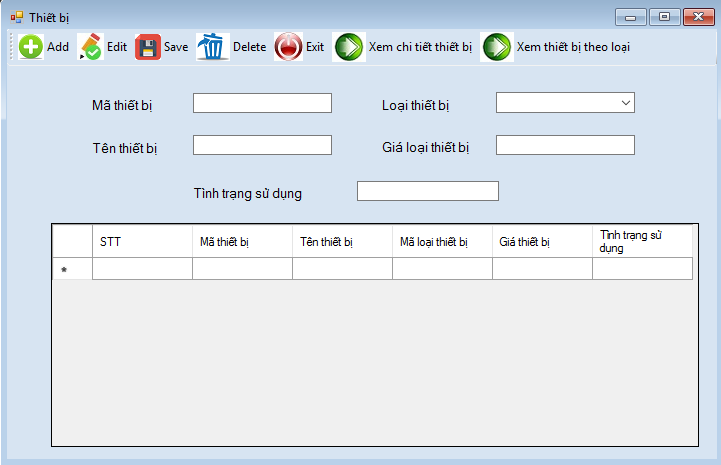 Thiết bị
Add Edit Save Delete Exit Xem chi tiết thiết bị Xem thiết bị theo loại
Mã thiết bị Loại thiết bị
Tên thiết bị Giá loại thiết bị
Tình trạng sử dụng
STT Mã thiết bị Tên thiết bị Mã loại thiết bị Giá thiết bị Tình trạng sử
dụng
*